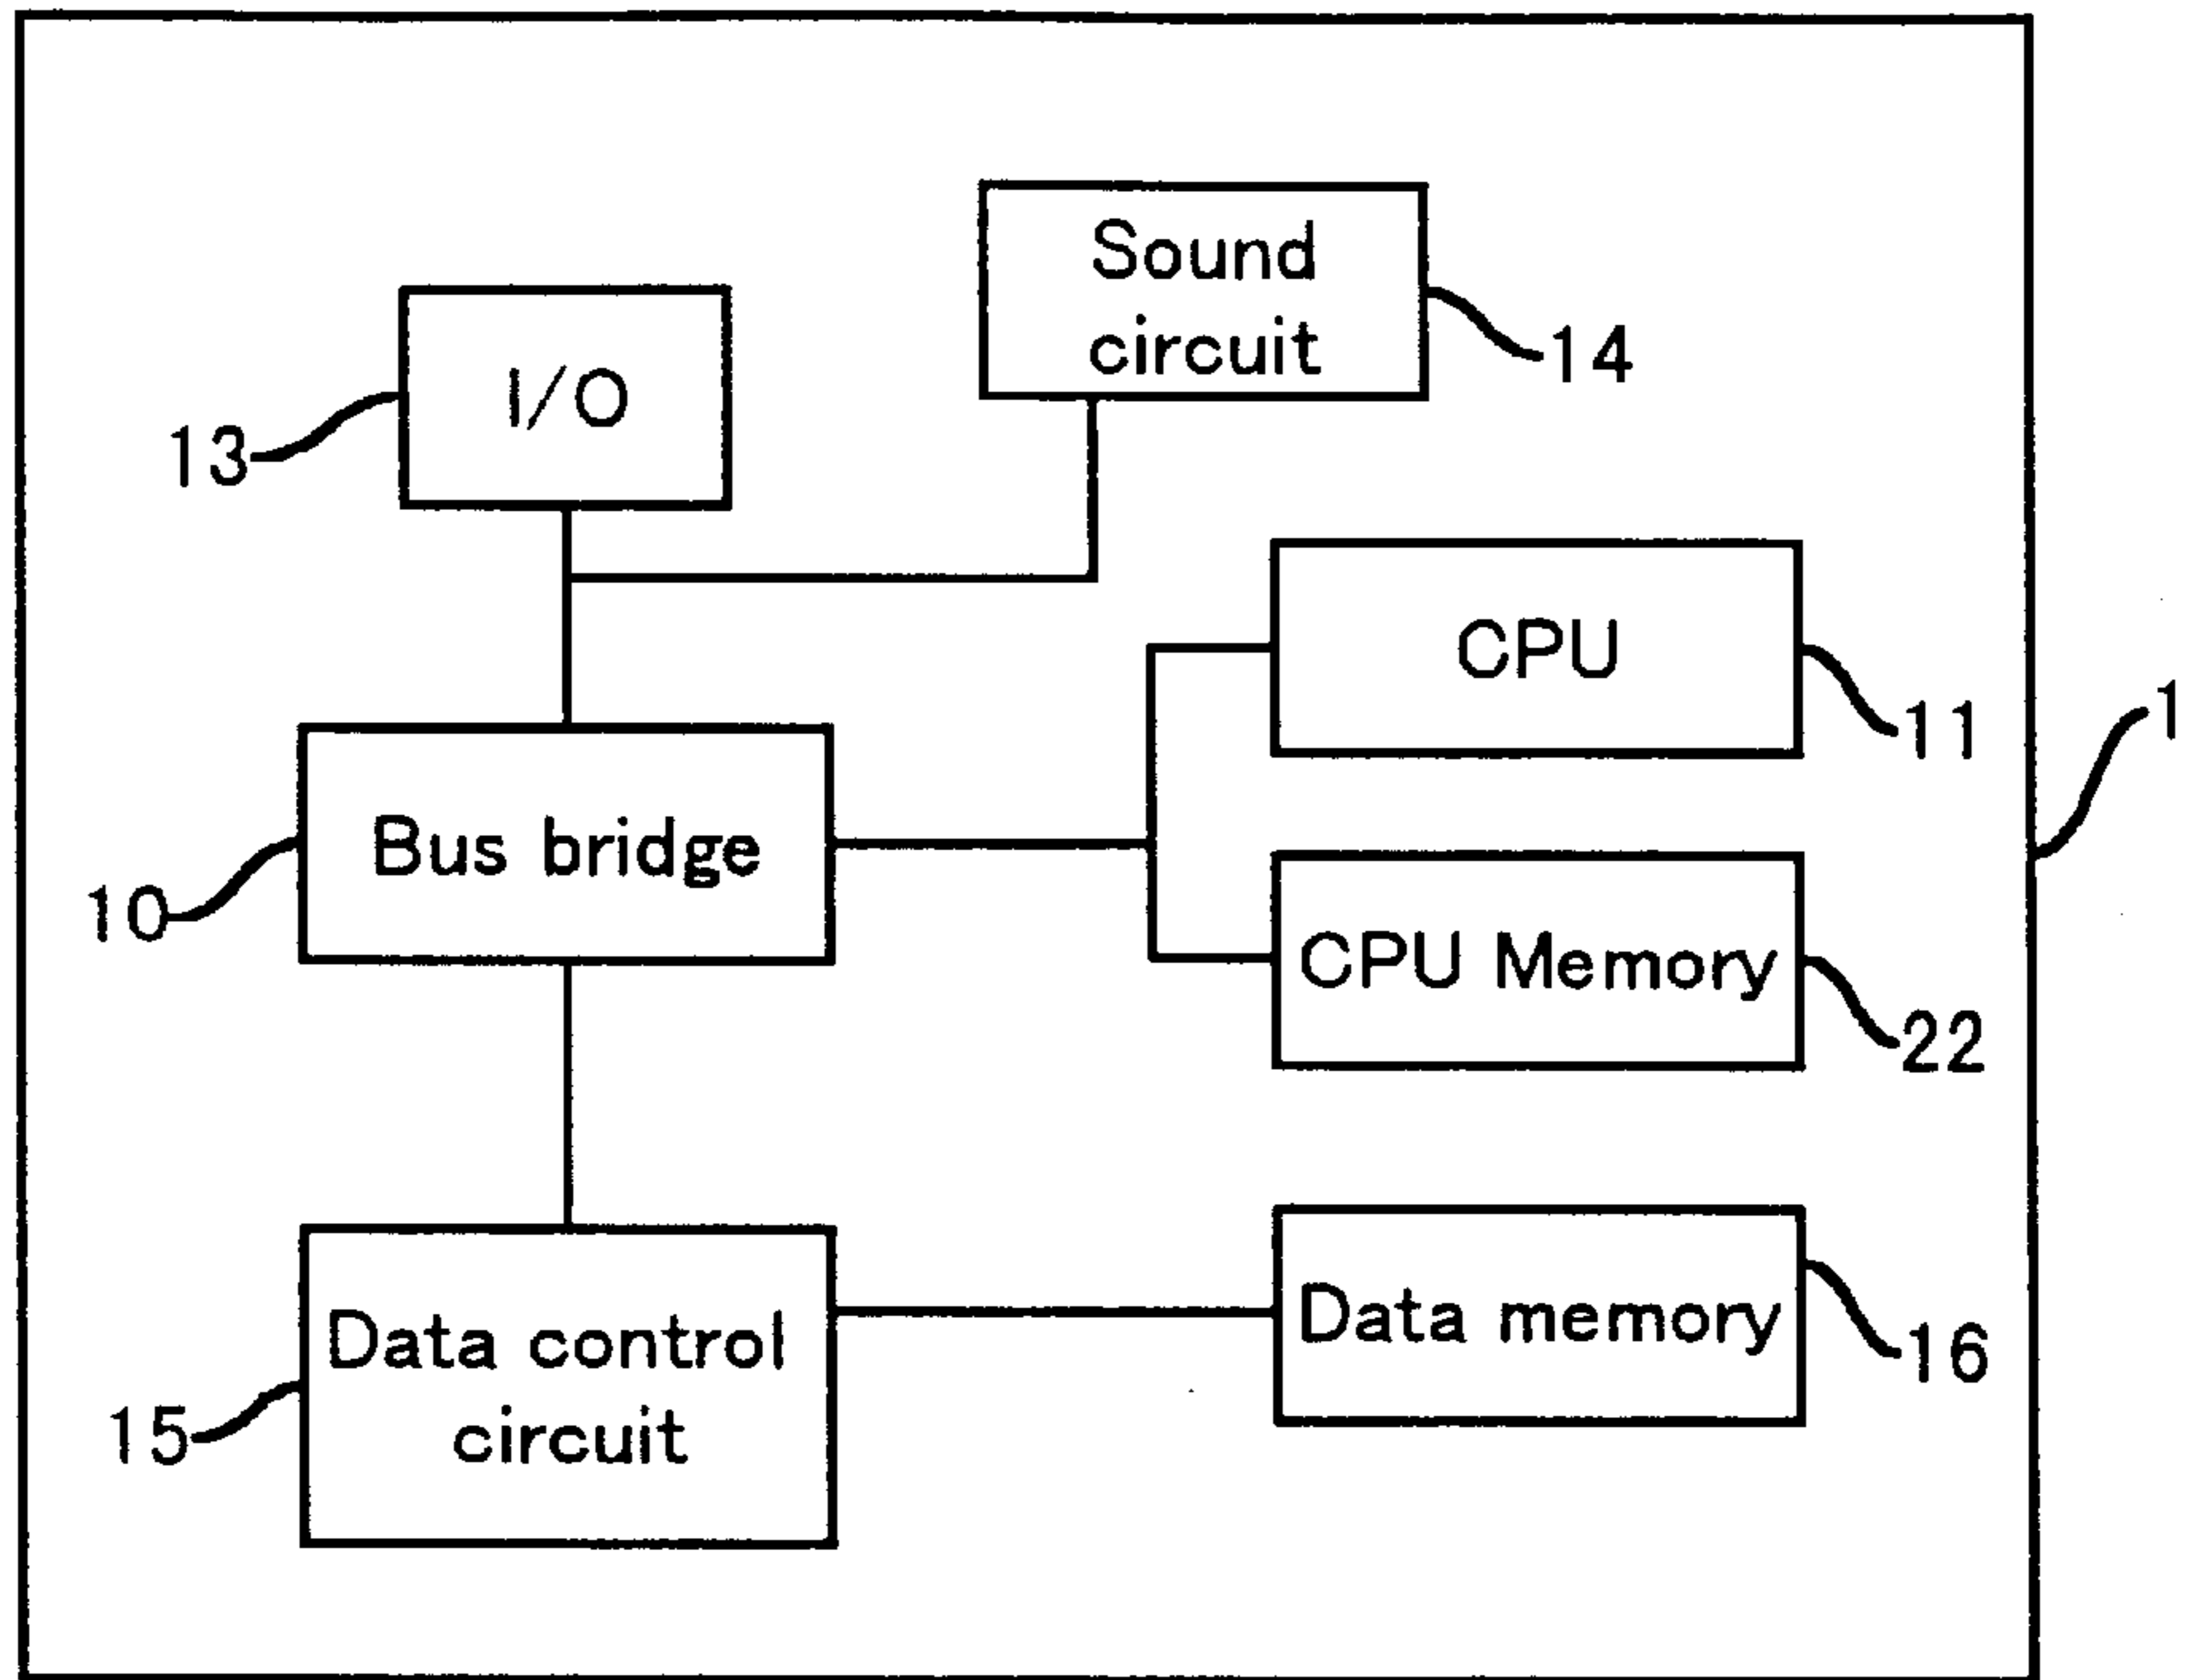 Sound
circuit
14
I/O
13
CPU
11
1
Bus bridge
10
CPU Memory
22
Data memory
16
Data control
circuit
15